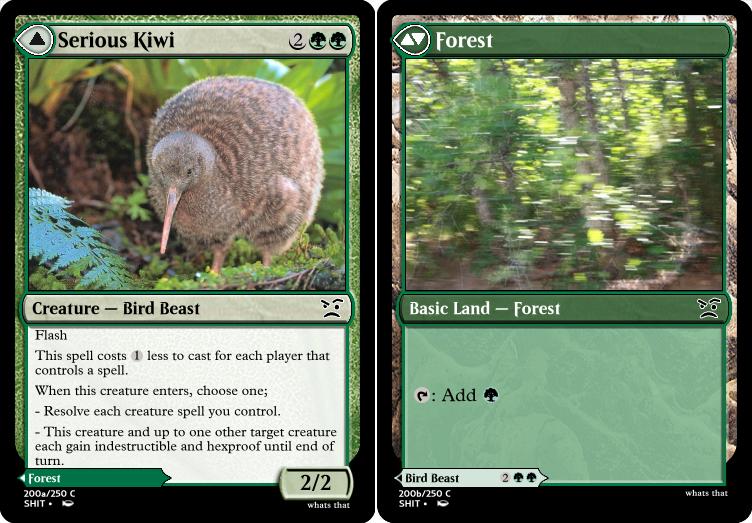 Serious Kiwi 2
Creature — Bird Beast
Flash
This spell costs 1 less to cast for each player that
controls a spell.
When this creature enters, choose one;
- Resolve each creature spell you control.
- This creature and up to one other target creature
each gain indestructible and hexproof until end of
turn.
Forest
2/2
200a/250 C
SHIT •
whats that
Forest
Basic Land — Forest
: Add
Bird Beast 2
200b/250 C
SHIT •
whats that